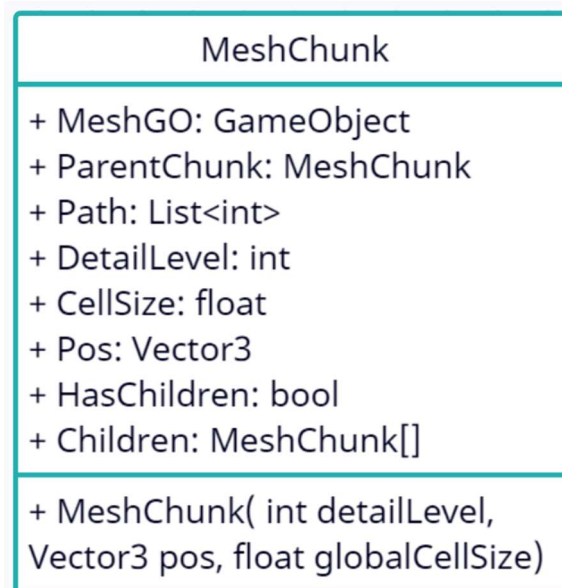 MeshChunk
+ MeshGO: GameObject
+ ParentChunk: MeshChunk
+ Path: List<int>
+ DetailLevel: int
+ CellSize: float
+ Pos: Vector3
+ HasChildren: bool
+ Children: MeshChunk[]
+ MeshChunk( int detailLevel,
Vector3 pos, float globalCellSize)